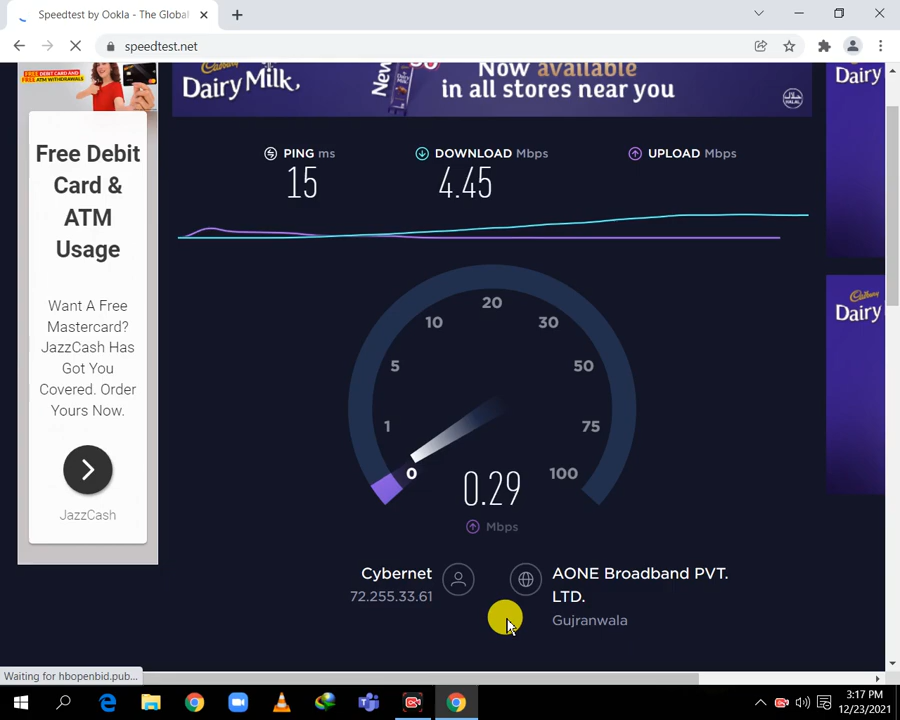 Speedtest by Ookla - The Global
speedtest.net
FREE DEBIT CARD AND
FREE ATM WITHDRAWALS
Free Debit
Card &
ATM
Usage
Want A Free
Mastercard?
JazzCash Has
Got You
Covered. Order
Yours Now.
JazzCash
Cadbury
Dairy Milk
New
Now available
in all stores near you
HALAL
Dairy
PING ms
15
DOWNLOAD Mbps
4.45
UPLOAD Mbps
0
1
5
10
20
30
50
75
100
0.29
Mbps
Cybernet
72.255.33.61
AONE Broadband PVT.
LTD.
Gujranwala
Cadbury
Dairy
Waiting for hbopenbid.pub...
3:17 PM
12/23/2021